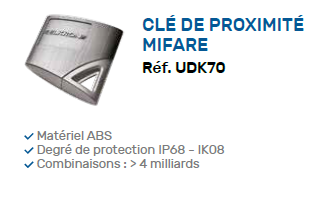 CLÉ DE PROXIMITÉ
MIFARE
Réf. UDK70
Matériel ABS
Degré de protection IP68 - IK08
Combinaisons : > 4 milliards